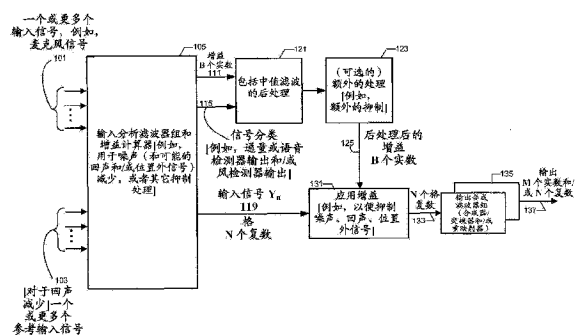 一个或更多个
输入信号，例如，
麦克风信号
101
105
增益
B个实数
111
115
121
包括中值滤波
的后处理
123
(可选的)
额外的处理
[例如，
额外的抑制]
信号分类
[例如，通量或语音
检测器输出和/或
风检测器输出]
输入分析滤波器组和
增益计算器[例如，
用于噪声（和可能的
回声和/或位置外信号）
减少，或者其它抑制
处理]
125
后处理后的
增益
B个实数
输入信号 Yn
119
格
N个复数
131
应用增益
[例如，以便抑制
噪声、回声、位置
外信号]
N个格
复数
133
135
输出合成
滤波器组
(合成器/
变换器和/或
重映射器)
输出
M个实数和/
或N个复数
137
103
[对于回声
减少]一个
或更多个
参考输入信号